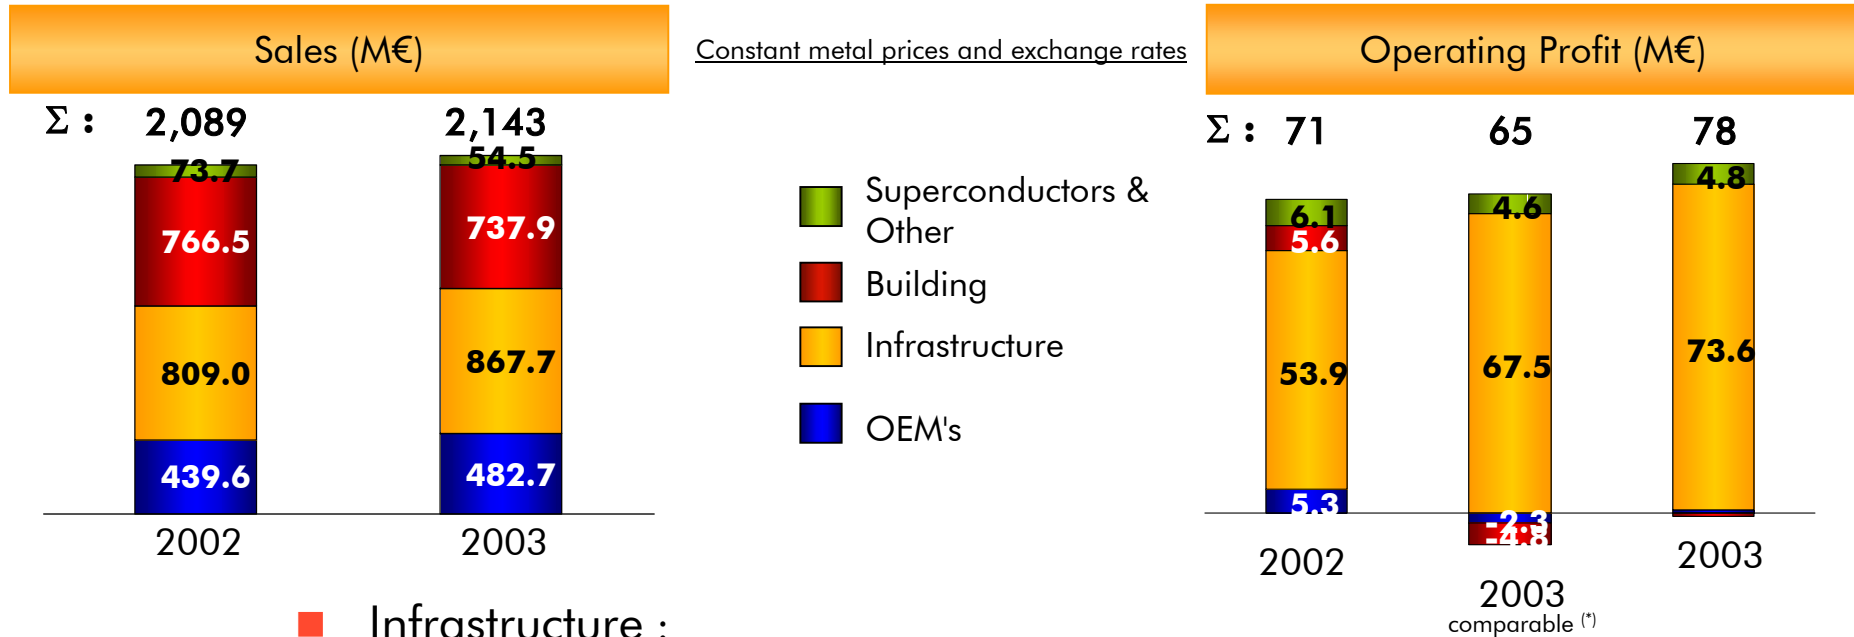 Sales (M€)
Constant metal prices and exchange rates
Operating Profit (M€)
Σ : 2,089 2,143
73.7 54.5
766.5 737.9
809.0 867.7
439.6 482.7
2002 2003
Superconductors &
Other
Building
Infrastructure
OEM's
Σ : 71 65 78
6.1 4.6 4.8
5.6
53.9 67.5 73.6
5.3 -2.3
-4.8
2002 2003 2003
comparable (*)
Infrastructure :